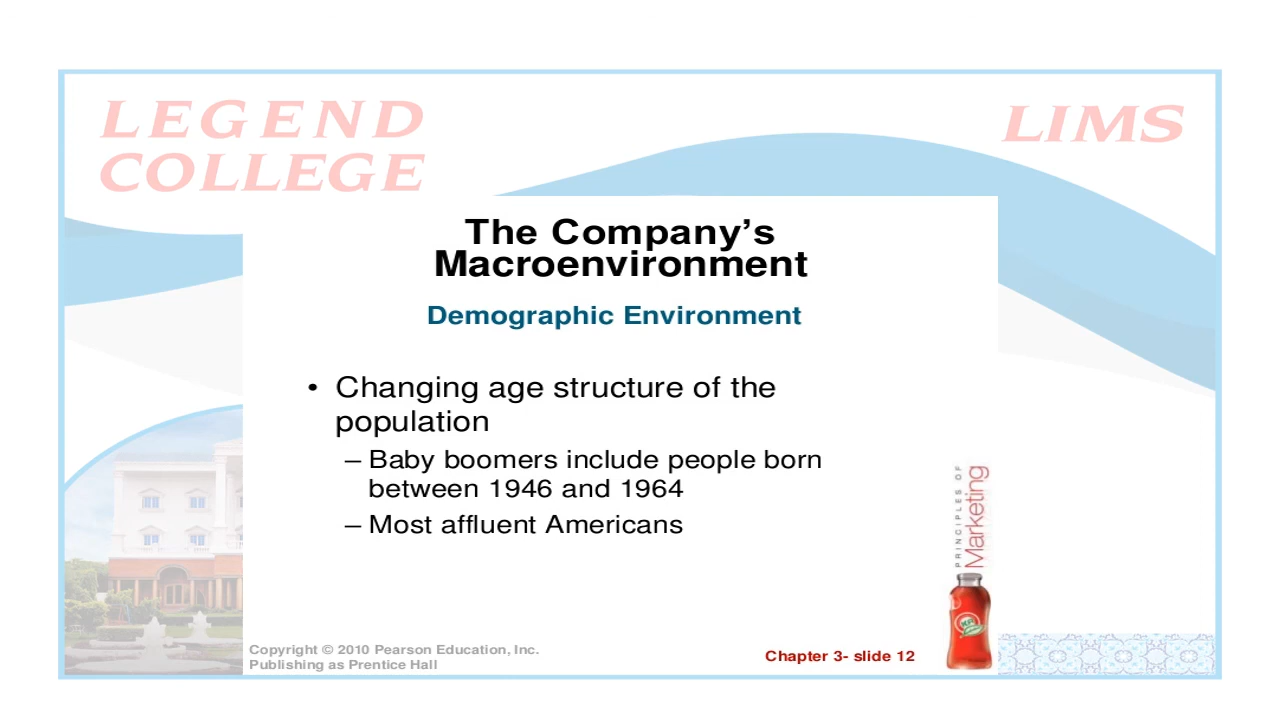 LEGEND
COLLEGE
LIMS
The Company’s
Macroenvironment
Demographic Environment
• Changing age structure of the
population
– Baby boomers include people born
between 1946 and 1964
– Most affluent Americans
PRINCIPLES OF
Marketing
Copyright © 2010 Pearson Education, Inc.
Publishing as Prentice Hall
Chapter 3- slide 12